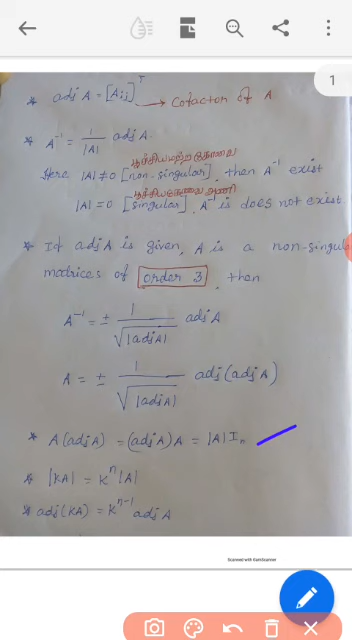 1
* adj A = [Aij]ᵀ → Cofactor of A
* A⁻¹ = 1/|A| adj A.
Here |A| ≠ 0 [non-singular], then A⁻¹ exist
|A| = 0 [singular], A⁻¹ is does not exist.
* If adj A is given, A is a non-singul
matrices of order 3, then
A⁻¹ = ± 1/√|adj A| adj A
A = ± 1/√|adj A| adj (adj A)
* A (adj A) = (adj A) A = |A| Iₙ
* |KA| = Kⁿ |A|
* adj (KA) = Kⁿ⁻¹ adj A
Scanned with CamScanner